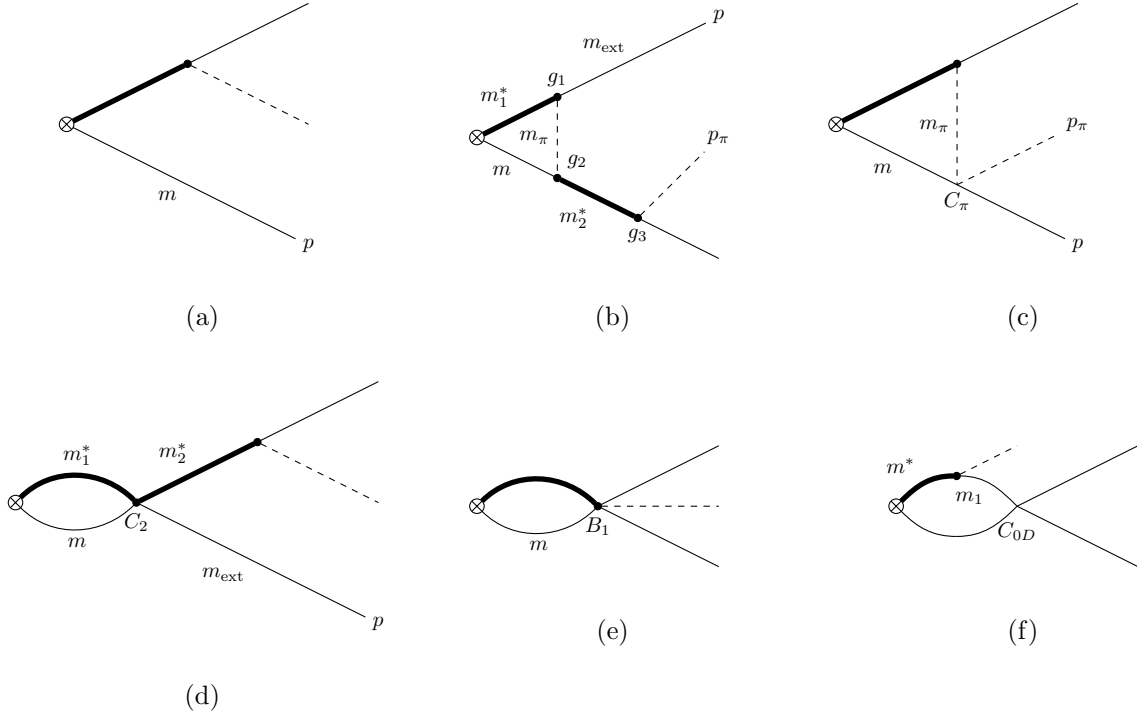 m
p
(a)
p
m_ext
g_1
m_1^*
m_π
p_π
m
g_2
m_2^*
g_3
(b)
m_π
p_π
m
C_π
p
(c)
m_1^*
m_2^*
C_2
m
m_ext
p
(d)
B_1
m
(e)
m^*
m_1
C_{0D}
(f)